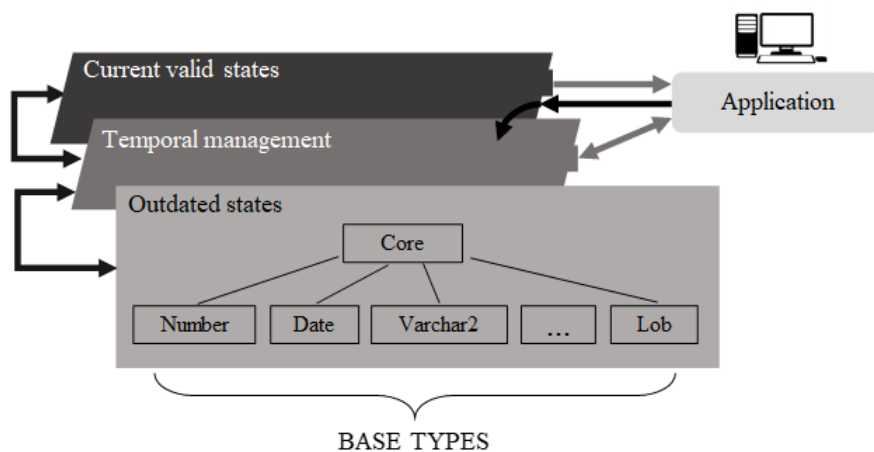 Current valid states
Application
Temporal management
Outdated states
Core
Number
Date
Varchar2
...
Lob
BASE TYPES